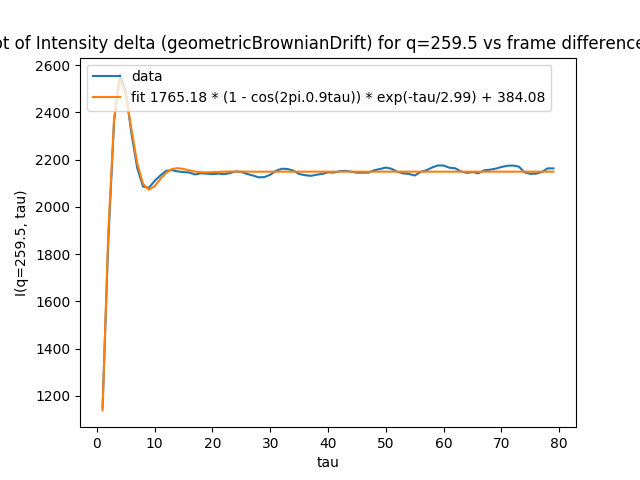 ot of Intensity delta (geometricBrownianDrift) for q=259.5 vs frame difference
data
fit 1765.18 * (1 - cos(2pi.0.9tau)) * exp(-tau/2.99) + 384.08
I(q=259.5, tau)
2600
2400
2200
2000
1800
1600
1400
1200
0 10 20 30 40 50 60 70 80
tau